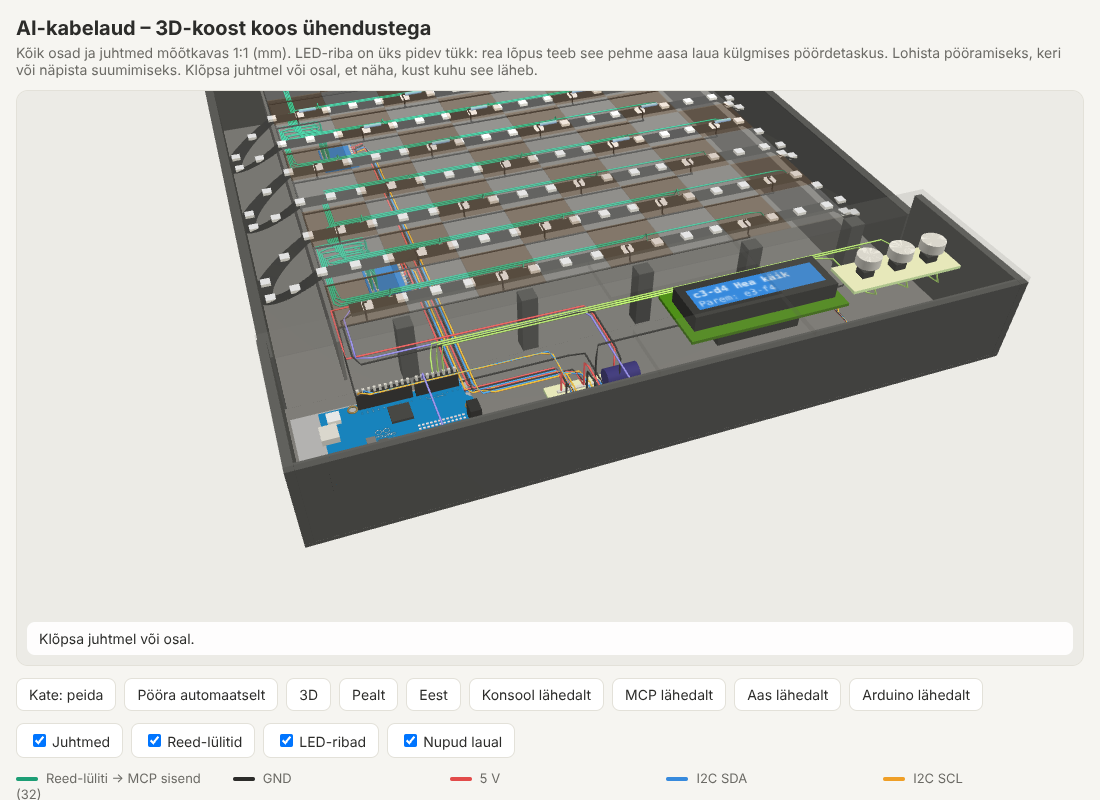 AI-kabelaud – 3D-koost koos ühendustega
Kõik osad ja juhtmed mõõtkavas 1:1 (mm). LED-riba on üks pidev tükk: rea lõpus teeb see pehme aasa laua külgmises pöördetaskus. Lohista pööramiseks, keri
või näpista suumimiseks. Klõpsa juhtmel või osal, et näha, kust kuhu see läheb.
c3-d4 Hea käik
Parem: e3-f4
Klõpsa juhtmel või osal.
Kate: peida
Pööra automaatselt
3D
Pealt
Eest
Konsool lähedalt
MCP lähedalt
Aas lähedalt
Arduino lähedalt
Juhtmed
Reed-lülitid
LED-ribad
Nupud laual
Reed-lüliti → MCP sisend
(32)
GND
5 V
I2C SDA
I2C SCL